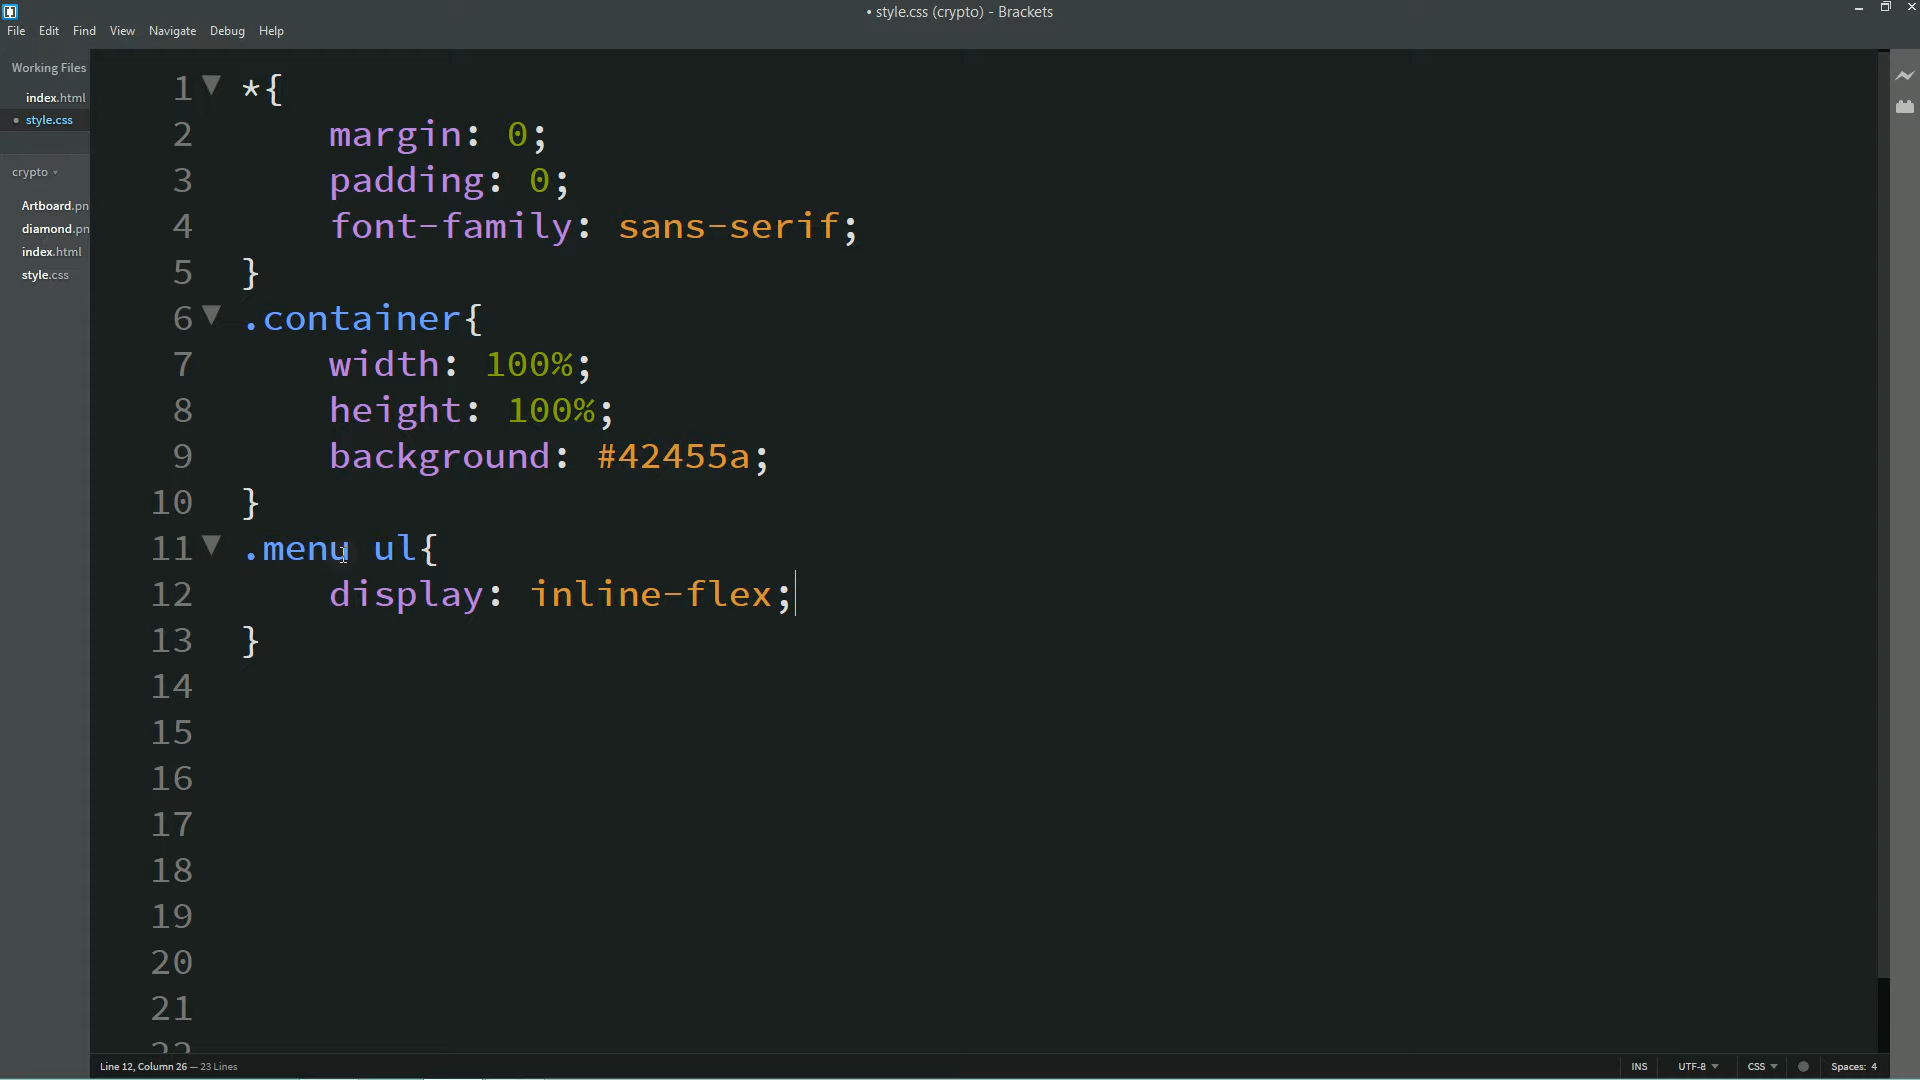 • style.css (crypto) - Brackets
File Edit Find View Navigate Debug Help
Working Files
index.html
• style.css
crypto
Artboard.pn
diamond.pn
index.html
style.css
1 *{
2 margin: 0;
3 padding: 0;
4 font-family: sans-serif;
5 }
6 .container{
7 width: 100%;
8 height: 100%;
9 background: #42455a;
10 }
11 .menu ul{
12 display: inline-flex;
13 }
14
15
16
17
18
19
20
21
22
Line 12, Column 26 — 23 Lines
INS UTF-8 CSS Spaces: 4